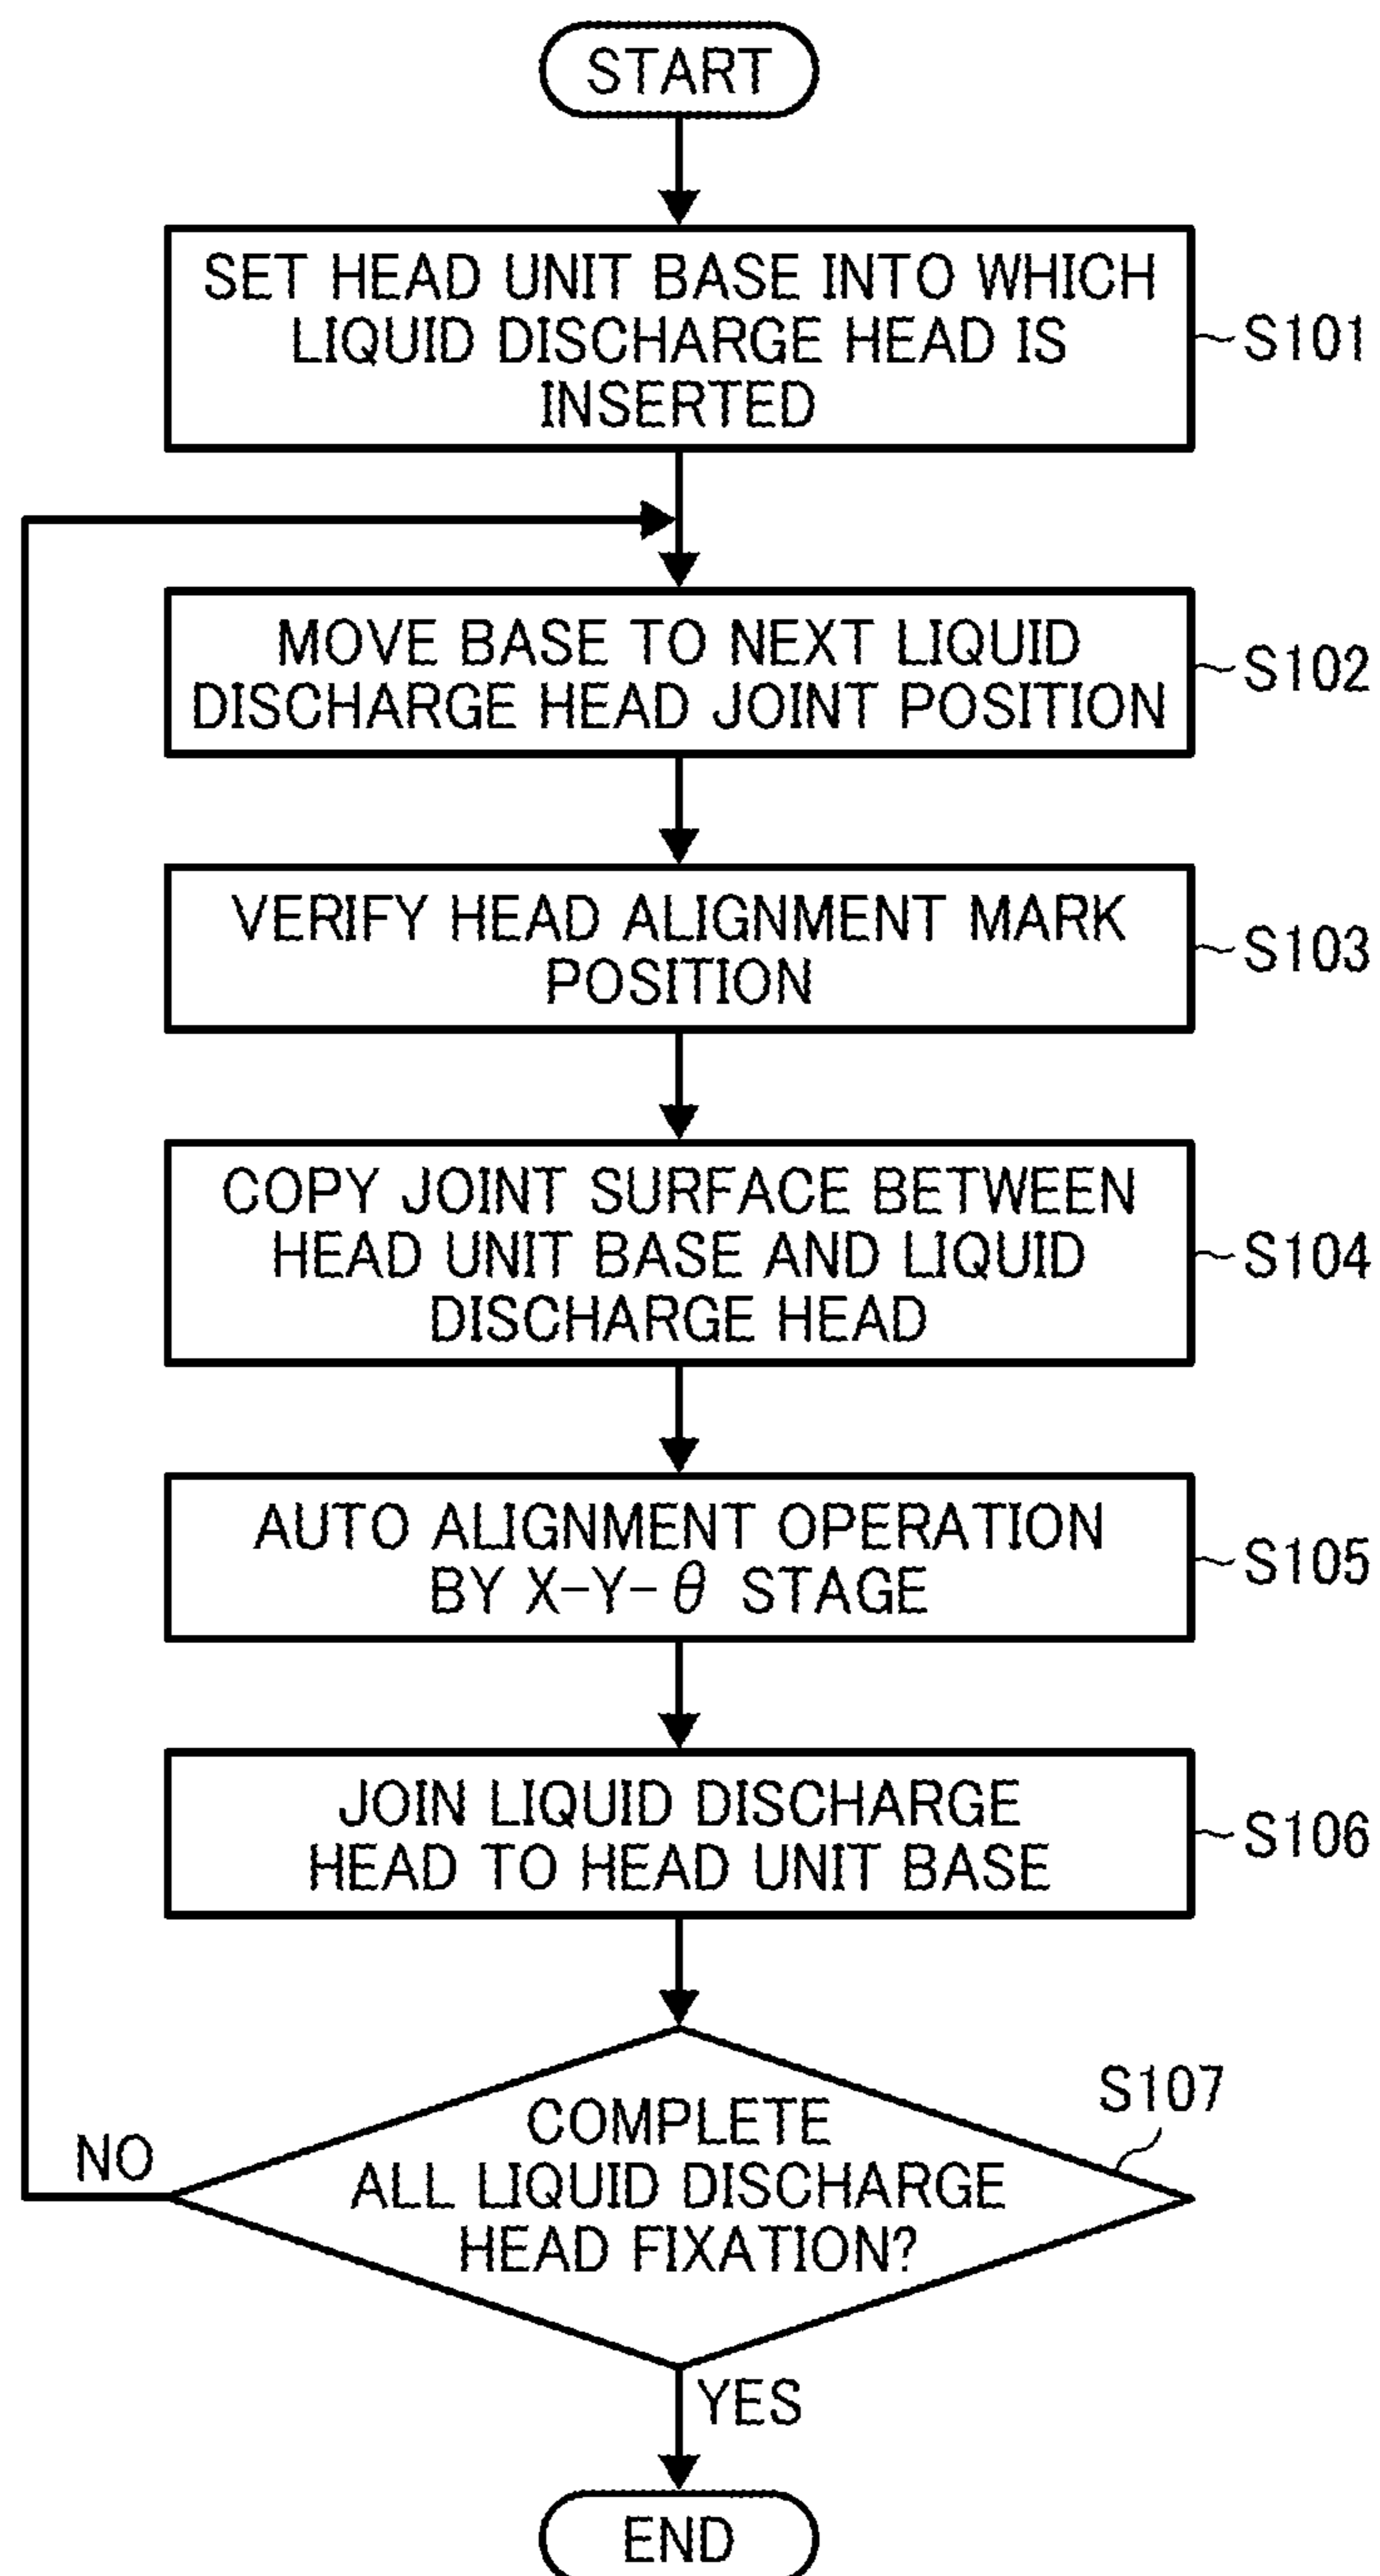 START
SET HEAD UNIT BASE INTO WHICH
LIQUID DISCHARGE HEAD IS
INSERTED
S101
MOVE BASE TO NEXT LIQUID
DISCHARGE HEAD JOINT POSITION
S102
VERIFY HEAD ALIGNMENT MARK
POSITION
S103
COPY JOINT SURFACE BETWEEN
HEAD UNIT BASE AND LIQUID
DISCHARGE HEAD
S104
AUTO ALIGNMENT OPERATION
BY X-Y-θ STAGE
S105
JOIN LIQUID DISCHARGE
HEAD TO HEAD UNIT BASE
S106
COMPLETE
ALL LIQUID DISCHARGE
HEAD FIXATION?
S107
NO
YES
END